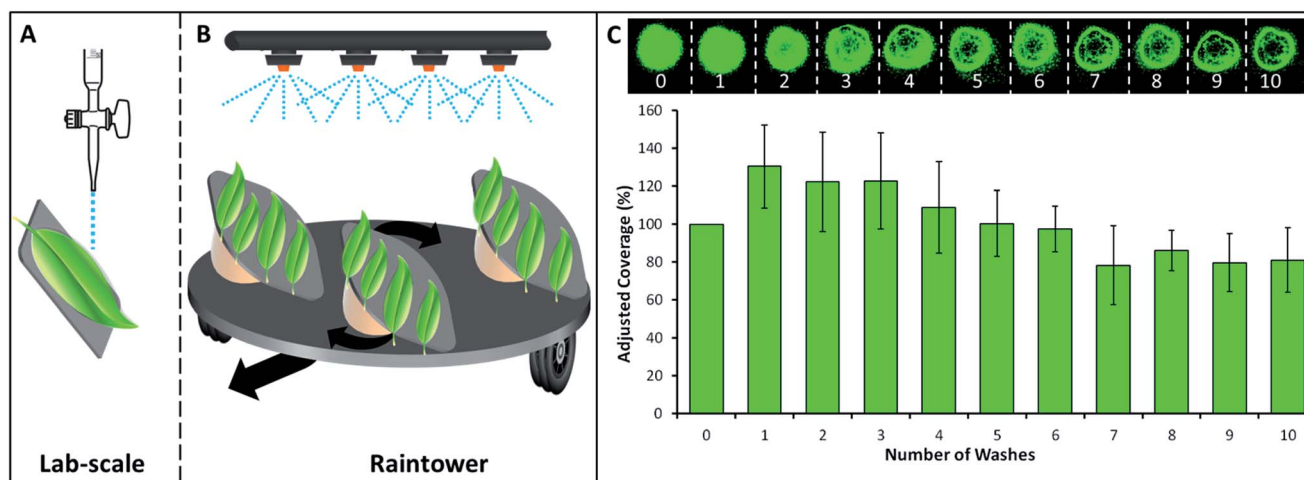 A
B
C
Lab-scale
Raintower
0 1 2 3 4 5 6 7 8 9 10
160
140
120
100
80
60
40
20
0
Adjusted Coverage (%)
0 1 2 3 4 5 6 7 8 9 10
Number of Washes